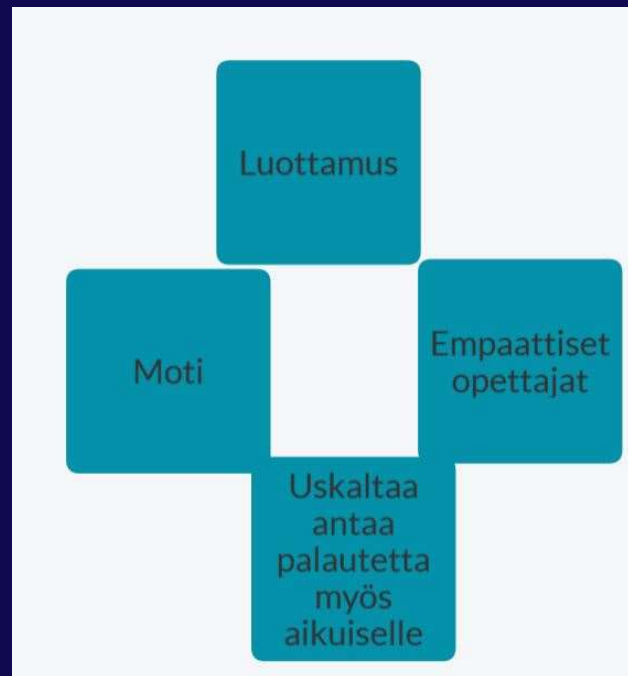 Luottamus
Moti
Empaattiset
opettajat
Uskaltaa
antaa
palautetta
myös
aikuiselle